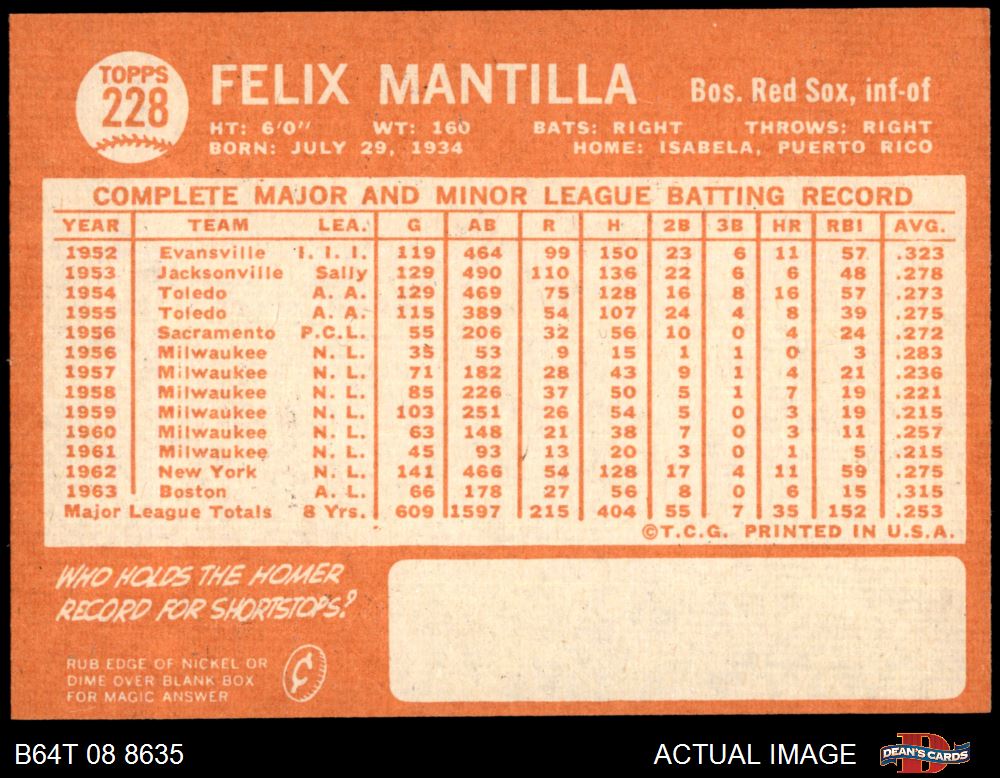 TOPPS
228
FELIX MANTILLA Bos. Red Sox, inf-of
HT: 6'0" WT: 160 BATS: RIGHT THROWS: RIGHT
BORN: JULY 29, 1934 HOME: ISABELA, PUERTO RICO
COMPLETE MAJOR AND MINOR LEAGUE BATTING RECORD
YEAR TEAM LEA. G AB R H 2B 3B HR RBI AVG.
1952 Evansville I. I. I. 119 464 99 150 23 6 11 57 .323
1953 Jacksonville Sally 129 490 110 136 22 6 6 48 .278
1954 Toledo A. A. 129 469 75 128 16 8 16 57 .273
1955 Toledo A. A. 115 389 54 107 24 4 8 39 .275
1956 Sacramento P.C.L. 55 206 32 56 10 0 4 24 .272
1956 Milwaukee N. L. 35 53 9 15 1 1 0 3 .283
1957 Milwaukee N. L. 71 182 28 43 9 1 4 21 .236
1958 Milwaukee N. L. 85 226 37 50 5 1 7 19 .221
1959 Milwaukee N. L. 103 251 26 54 5 0 3 19 .215
1960 Milwaukee N. L. 63 148 21 38 7 0 3 11 .257
1961 Milwaukee N. L. 45 93 13 20 3 0 1 5 .215
1962 New York N. L. 141 466 54 128 17 4 11 59 .275
1963 Boston A. L. 66 178 27 56 8 0 6 15 .315
Major League Totals 8 Yrs. 609 1597 215 404 55 7 35 152 .253
©T.C.G. PRINTED IN U.S.A.
WHO HOLDS THE HOMER
RECORD FOR SHORTSTOPS?
RUB EDGE OF NICKEL OR
DIME OVER BLANK BOX
FOR MAGIC ANSWER
¢
B64T 08 8635 ACTUAL IMAGE DEAN'S CARDS